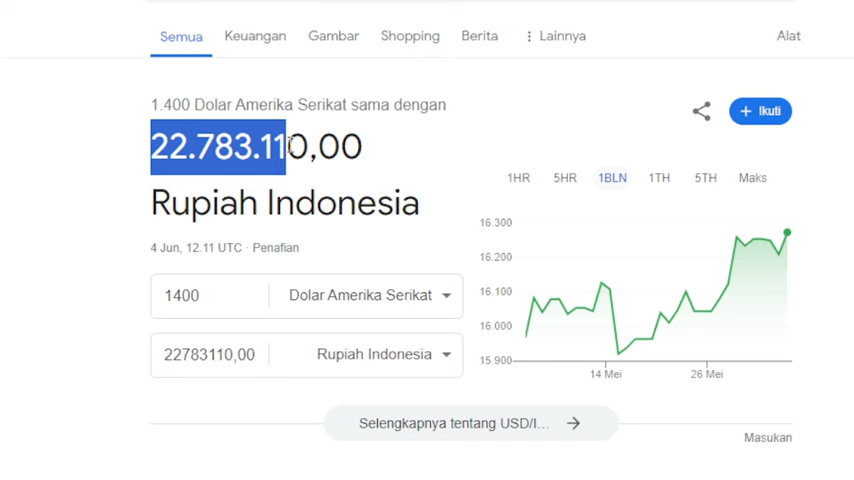 Semua Keuangan Gambar Shopping Berita Lainnya Alat
1.400 Dolar Amerika Serikat sama dengan
22.783.110,00
Rupiah Indonesia
4 Jun, 12.11 UTC · Penafian
Ikuti
1400 Dolar Amerika Serikat
22783110,00 Rupiah Indonesia
1HR 5HR 1BLN 1TH 5TH Maks
16.300
16.200
16.100
16.000
15.900
14 Mei 26 Mei
Selengkapnya tentang USD/I...
Masukan